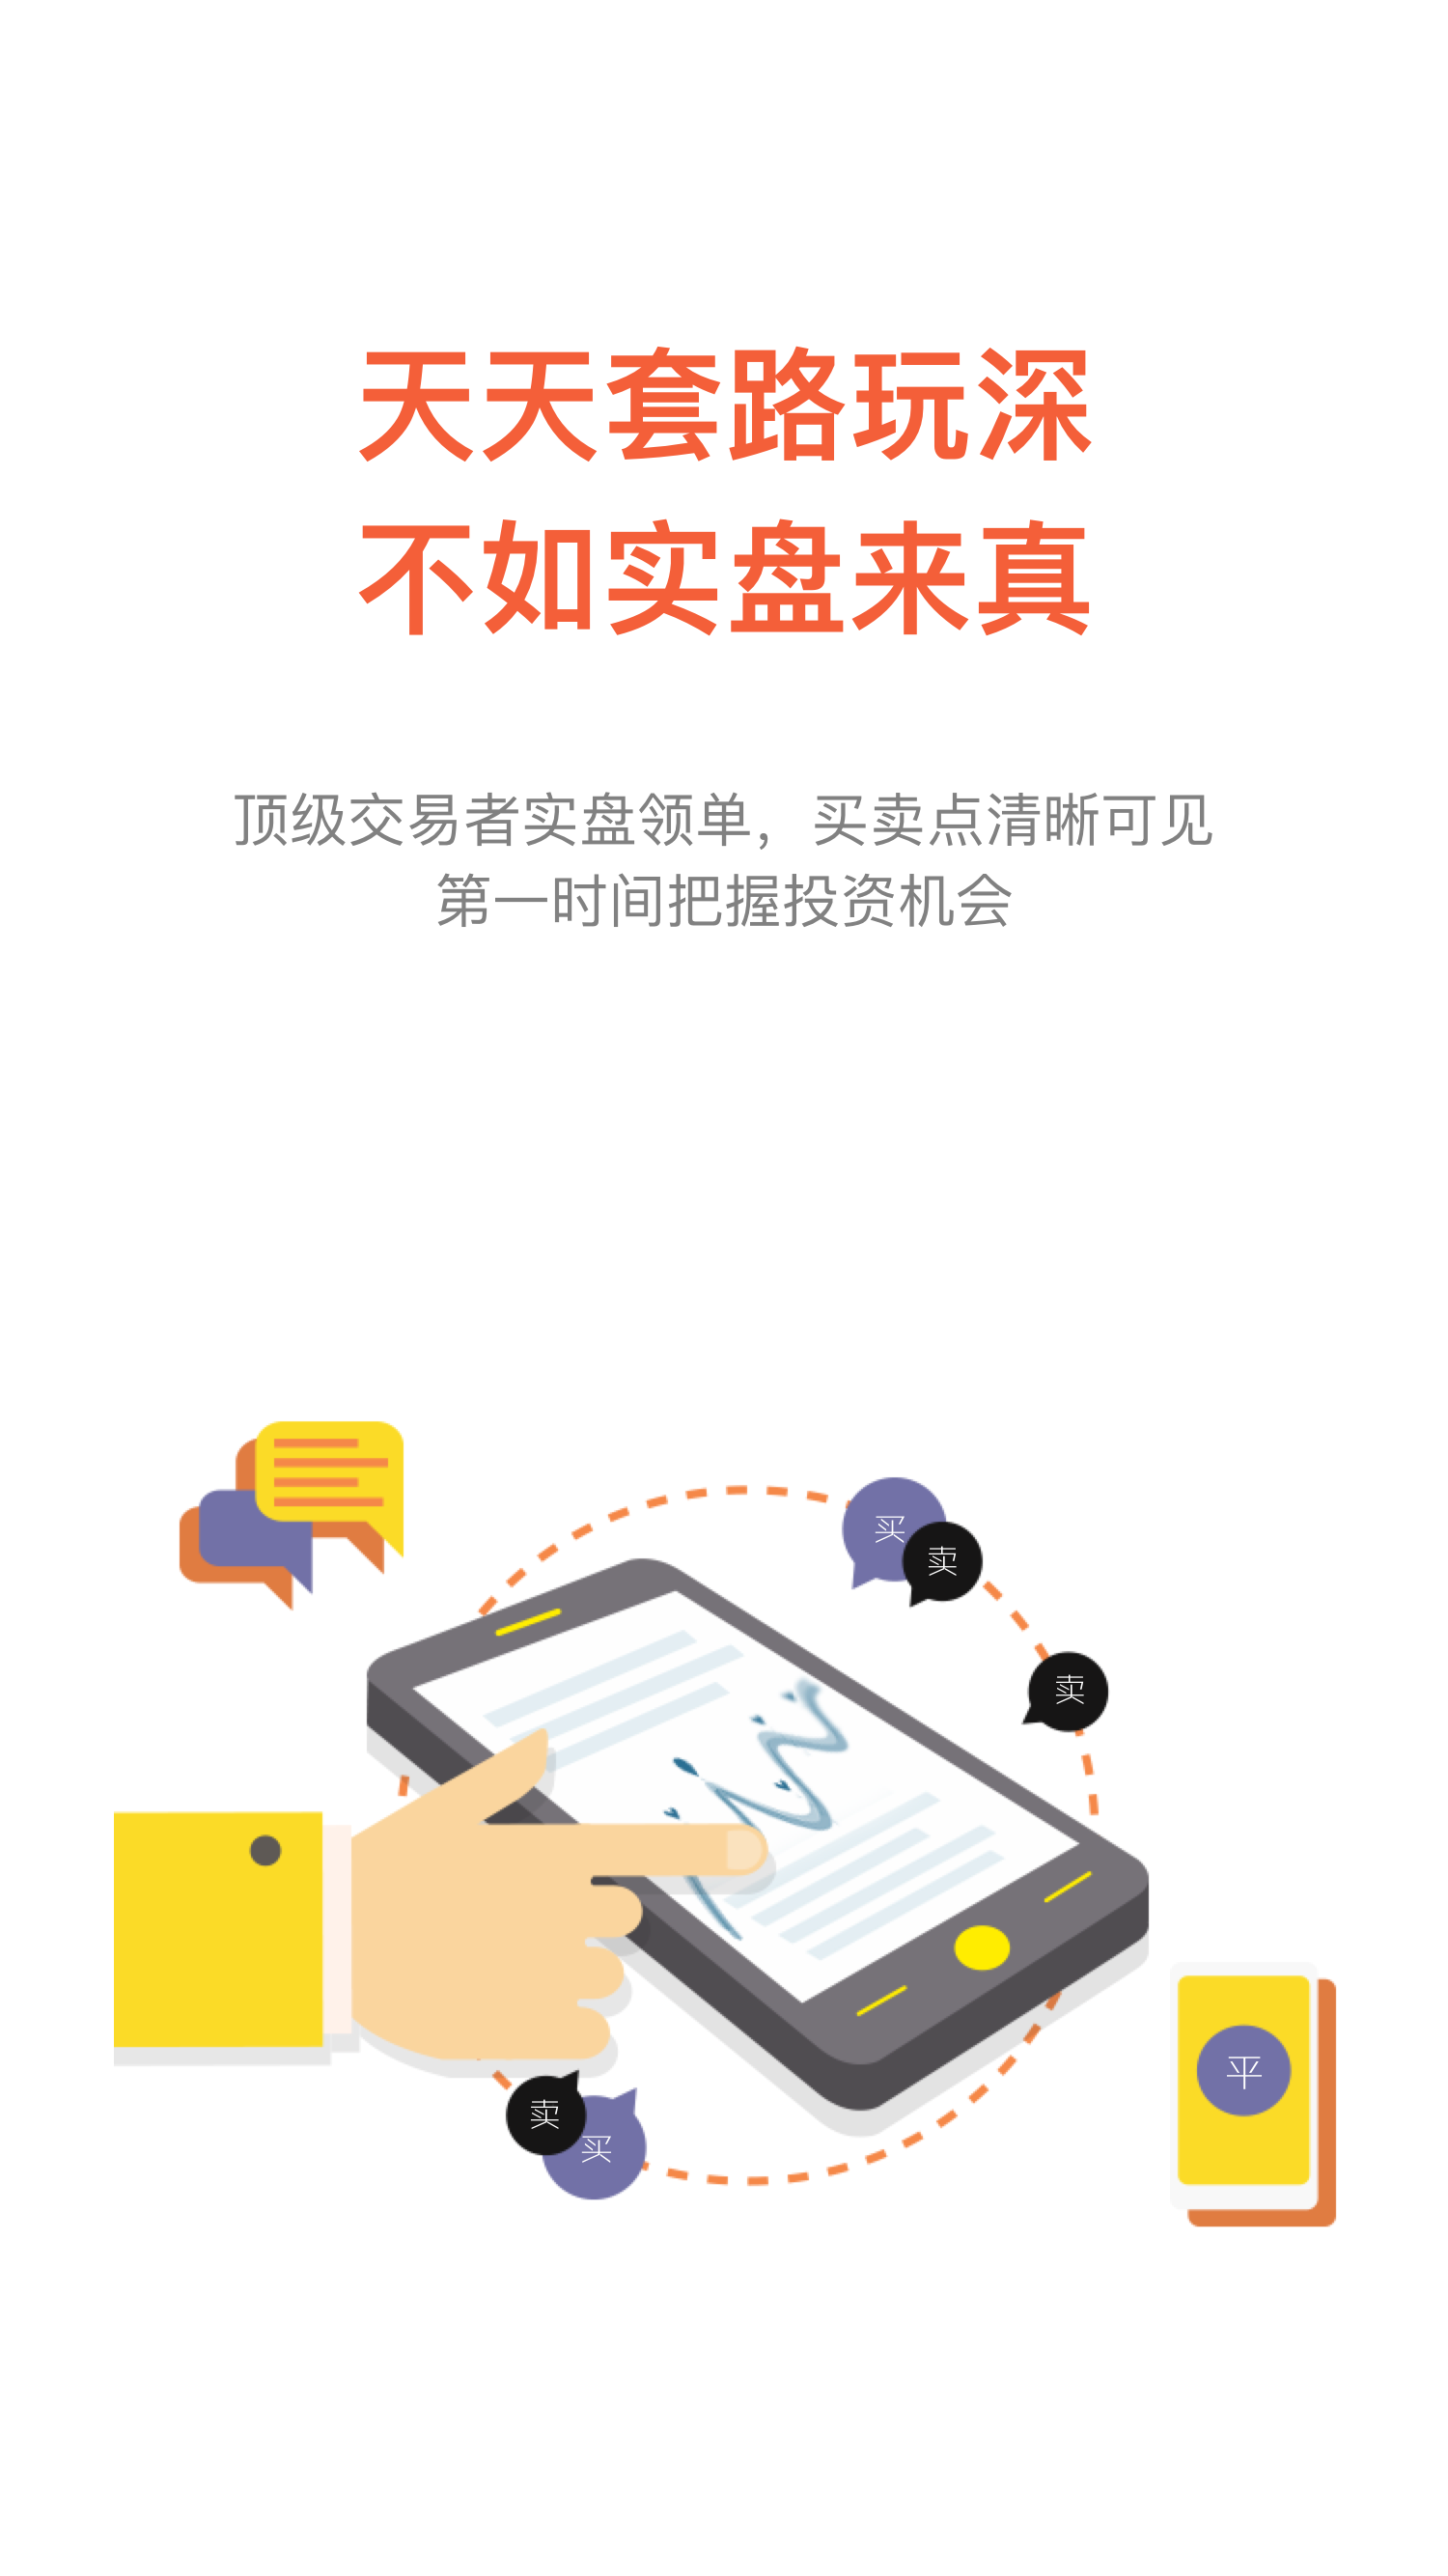 天天套路玩深
不如实盘来真
顶级交易者实盘领单，买卖点清晰可见
第一时间把握投资机会
买
卖
卖
平
卖
买